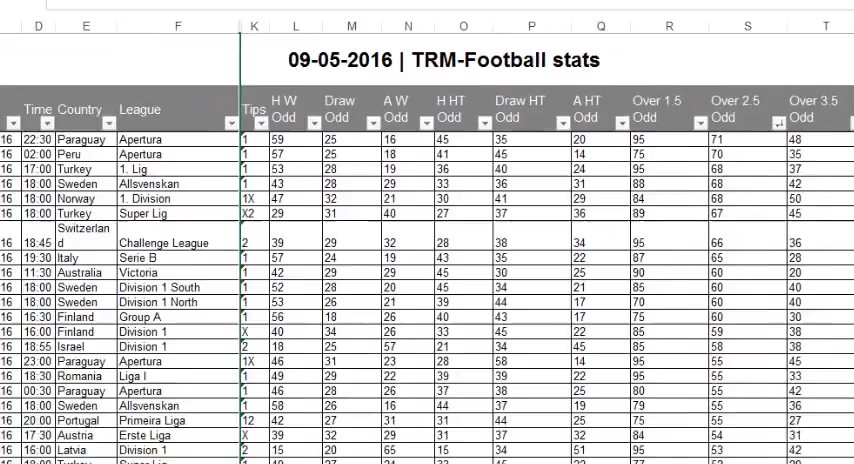 D E F K L M N O P Q R S T
09-05-2016 | TRM-Football stats
Time Country League Tips H W Odd Draw Odd A W Odd H HT Odd Draw HT Odd A HT Odd Over 1.5 Odd Over 2.5 Odd Over 3.5 Odd
16 22:30 Paraguay Apertura 1 59 25 16 45 35 20 95 71 48
16 02:00 Peru Apertura 1 57 25 18 41 45 14 75 70 35
16 17:00 Turkey 1. Lig 1 53 28 19 36 40 24 95 68 37
16 18:00 Sweden Allsvenskan 1 43 28 29 33 36 31 88 68 42
16 18:00 Norway 1. Division 1X 47 32 21 30 41 29 84 68 50
16 18:00 Turkey Super Lig X2 29 31 40 27 37 36 89 67 45
16 18:45 Switzerland Challenge League 2 39 29 32 28 38 34 95 66 36
16 19:30 Italy Serie B 1 57 24 19 43 35 22 87 65 28
16 11:30 Australia Victoria 1 42 29 29 45 30 25 90 60 20
16 18:00 Sweden Division 1 South 1 52 28 20 45 34 21 85 60 40
16 18:00 Sweden Division 1 North 1 53 26 21 39 44 17 70 60 40
16 16:30 Finland Group A 1 56 18 26 40 43 17 75 60 30
16 16:00 Finland Division 1 X 40 34 26 33 45 22 85 59 38
16 18:55 Israel Division 1 2 18 25 57 21 34 45 85 58 38
16 23:00 Paraguay Apertura 1X 46 31 23 28 58 14 95 55 45
16 18:30 Romania Liga I 1 49 29 22 39 39 22 95 55 33
16 00:30 Paraguay Apertura 1 46 28 26 37 38 25 80 55 42
16 18:00 Sweden Allsvenskan 1 58 26 16 44 37 19 79 55 36
16 20:00 Portugal Primeira Liga 12 42 27 31 31 44 25 75 55 27
16 17:30 Austria Erste Liga X 39 32 29 31 37 32 84 54 31
16 16:00 Latvia Division 1 2 15 20 65 15 34 51 95 53 42